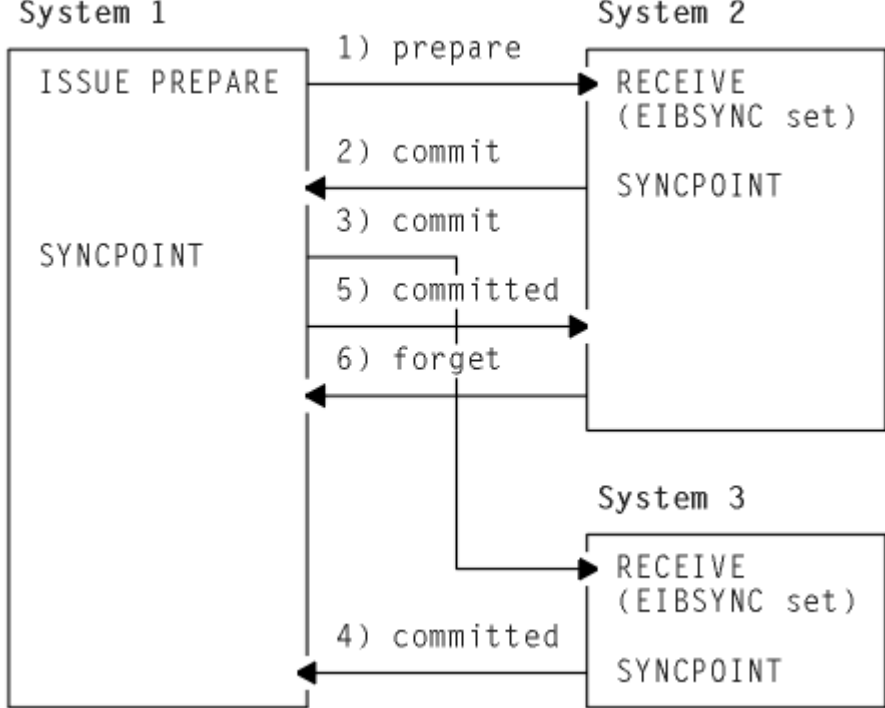 System 1
System 2
1) prepare
ISSUE PREPARE
RECEIVE
(EIBSYNC set)
2) commit
SYNCPOINT
3) commit
SYNCPOINT
5) committed
6) forget
System 3
RECEIVE
(EIBSYNC set)
4) committed
SYNCPOINT